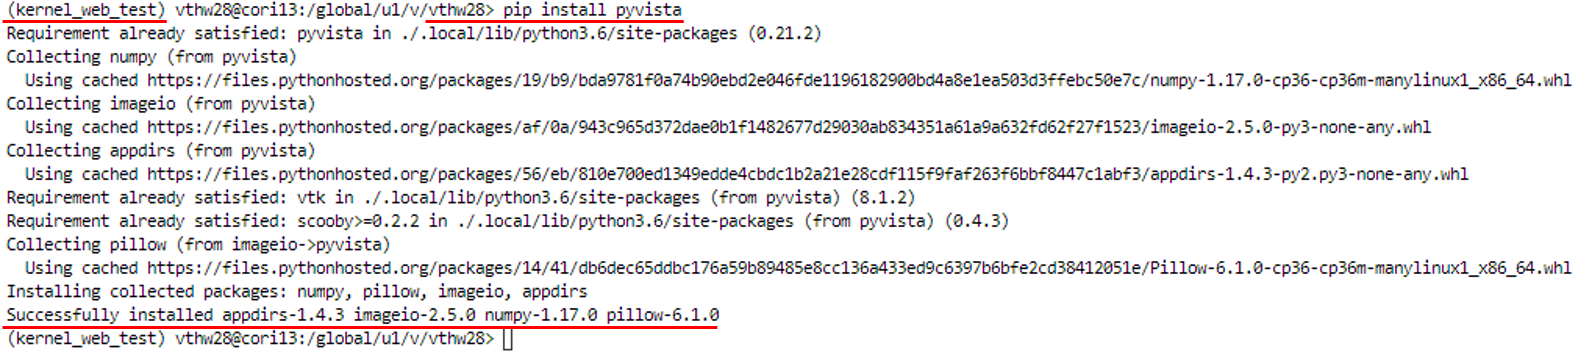 (kernel_web_test) vthw28@cori13:/global/u1/v/vthw28> pip install pyvista
Requirement already satisfied: pyvista in ./.local/lib/python3.6/site-packages (0.21.2)
Collecting numpy (from pyvista)
  Using cached https://files.pythonhosted.org/packages/19/b9/bda9781f0a74b90ebd2e046fde1196182900bd4a8e1ea503d3ffebc50e7c/numpy-1.17.0-cp36-cp36m-manylinux1_x86_64.whl
Collecting imageio (from pyvista)
  Using cached https://files.pythonhosted.org/packages/af/0a/943c965d372dae0b1f1482677d29030ab834351a61a9a632fd62f27f1523/imageio-2.5.0-py3-none-any.whl
Collecting appdirs (from pyvista)
  Using cached https://files.pythonhosted.org/packages/56/eb/810e700ed1349edde4cbdc1b2a21e28cdf115f9faf263f6bbf8447c1abf3/appdirs-1.4.3-py2.py3-none-any.whl
Requirement already satisfied: vtk in ./.local/lib/python3.6/site-packages (from pyvista) (8.1.2)
Requirement already satisfied: scooby>=0.2.2 in ./.local/lib/python3.6/site-packages (from pyvista) (0.4.3)
Collecting pillow (from imageio->pyvista)
  Using cached https://files.pythonhosted.org/packages/14/41/db6dec65ddbc176a59b89485e8cc136a433ed9c6397b6bfe2cd38412051e/Pillow-6.1.0-cp36-cp36m-manylinux1_x86_64.whl
Installing collected packages: numpy, pillow, imageio, appdirs
Successfully installed appdirs-1.4.3 imageio-2.5.0 numpy-1.17.0 pillow-6.1.0
(kernel_web_test) vthw28@cori13:/global/u1/v/vthw28>